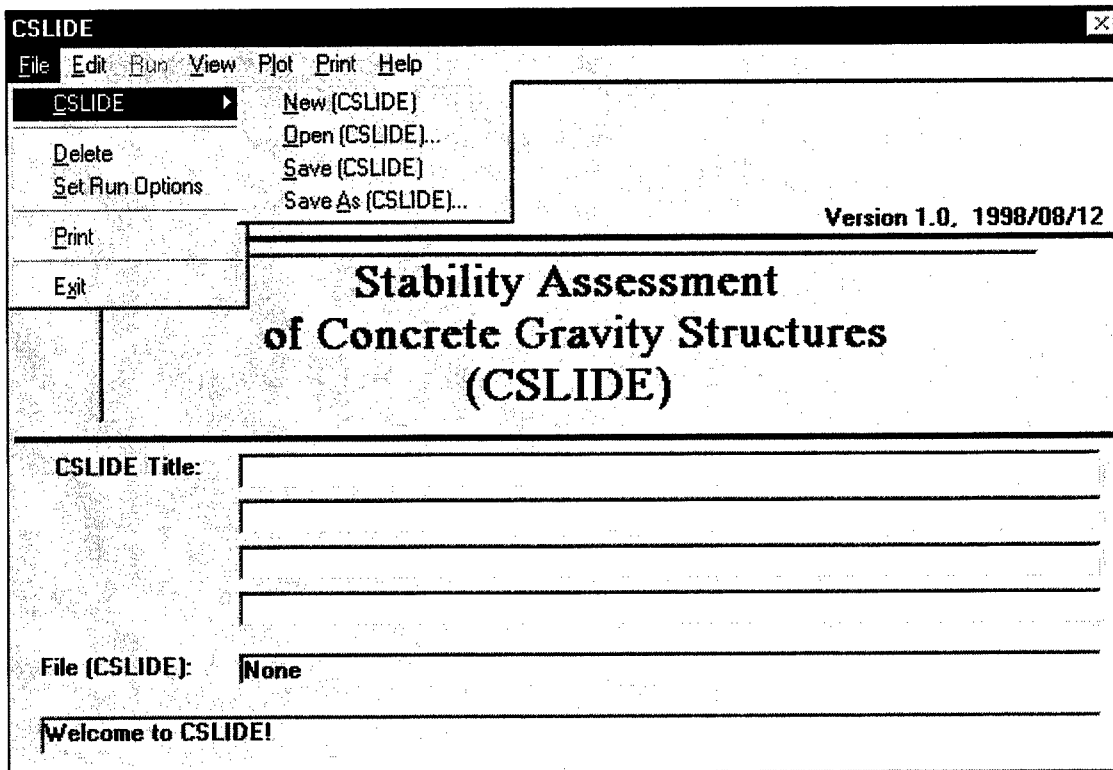 CSLIDE
File Edit Run View Plot Print Help
CSLIDE
New (CSLIDE)
Open (CSLIDE)...
Save (CSLIDE)
Save As (CSLIDE)...
Delete
Set Run Options
Print
Exit
Version 1.0, 1998/08/12
Stability Assessment
of Concrete Gravity Structures
(CSLIDE)
CSLIDE Title:
File (CSLIDE): None
Welcome to CSLIDE!